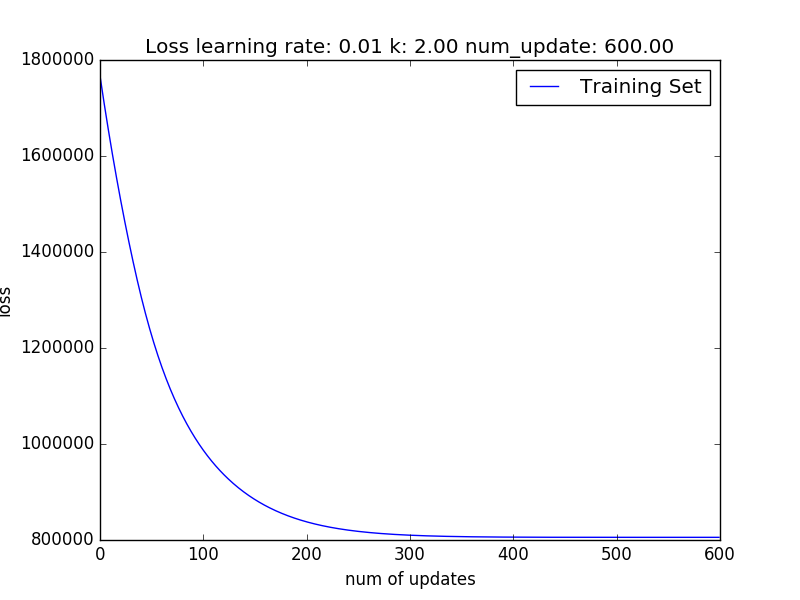 Loss learning rate: 0.01 k: 2.00 num_update: 600.00
Training Set
1800000
1600000
1400000
1200000
1000000
800000
loss
0 100 200 300 400 500 600
num of updates